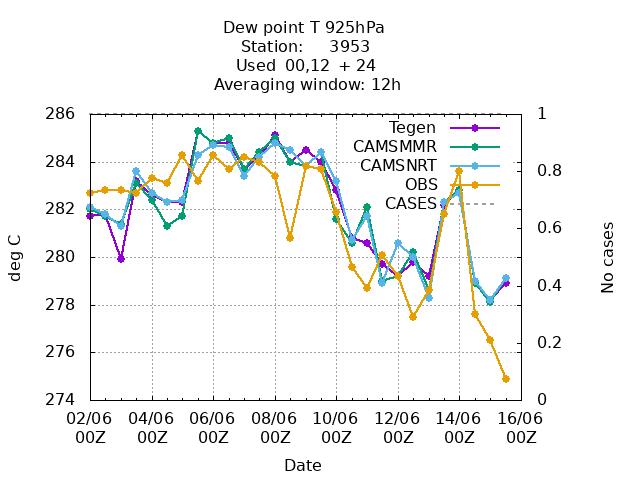 Dew point T 925hPa
Station:     3953
Used  00,12  + 24
Averaging window: 12h
286
284
282
280
278
276
274
deg C
1
0.8
0.6
0.4
0.2
0
No cases
Tegen
CAMSMMR
CAMSNRT
OBS
CASES
02/06 04/06 06/06 08/06 10/06 12/06 14/06 16/06
00Z 00Z 00Z 00Z 00Z 00Z 00Z 00Z
Date